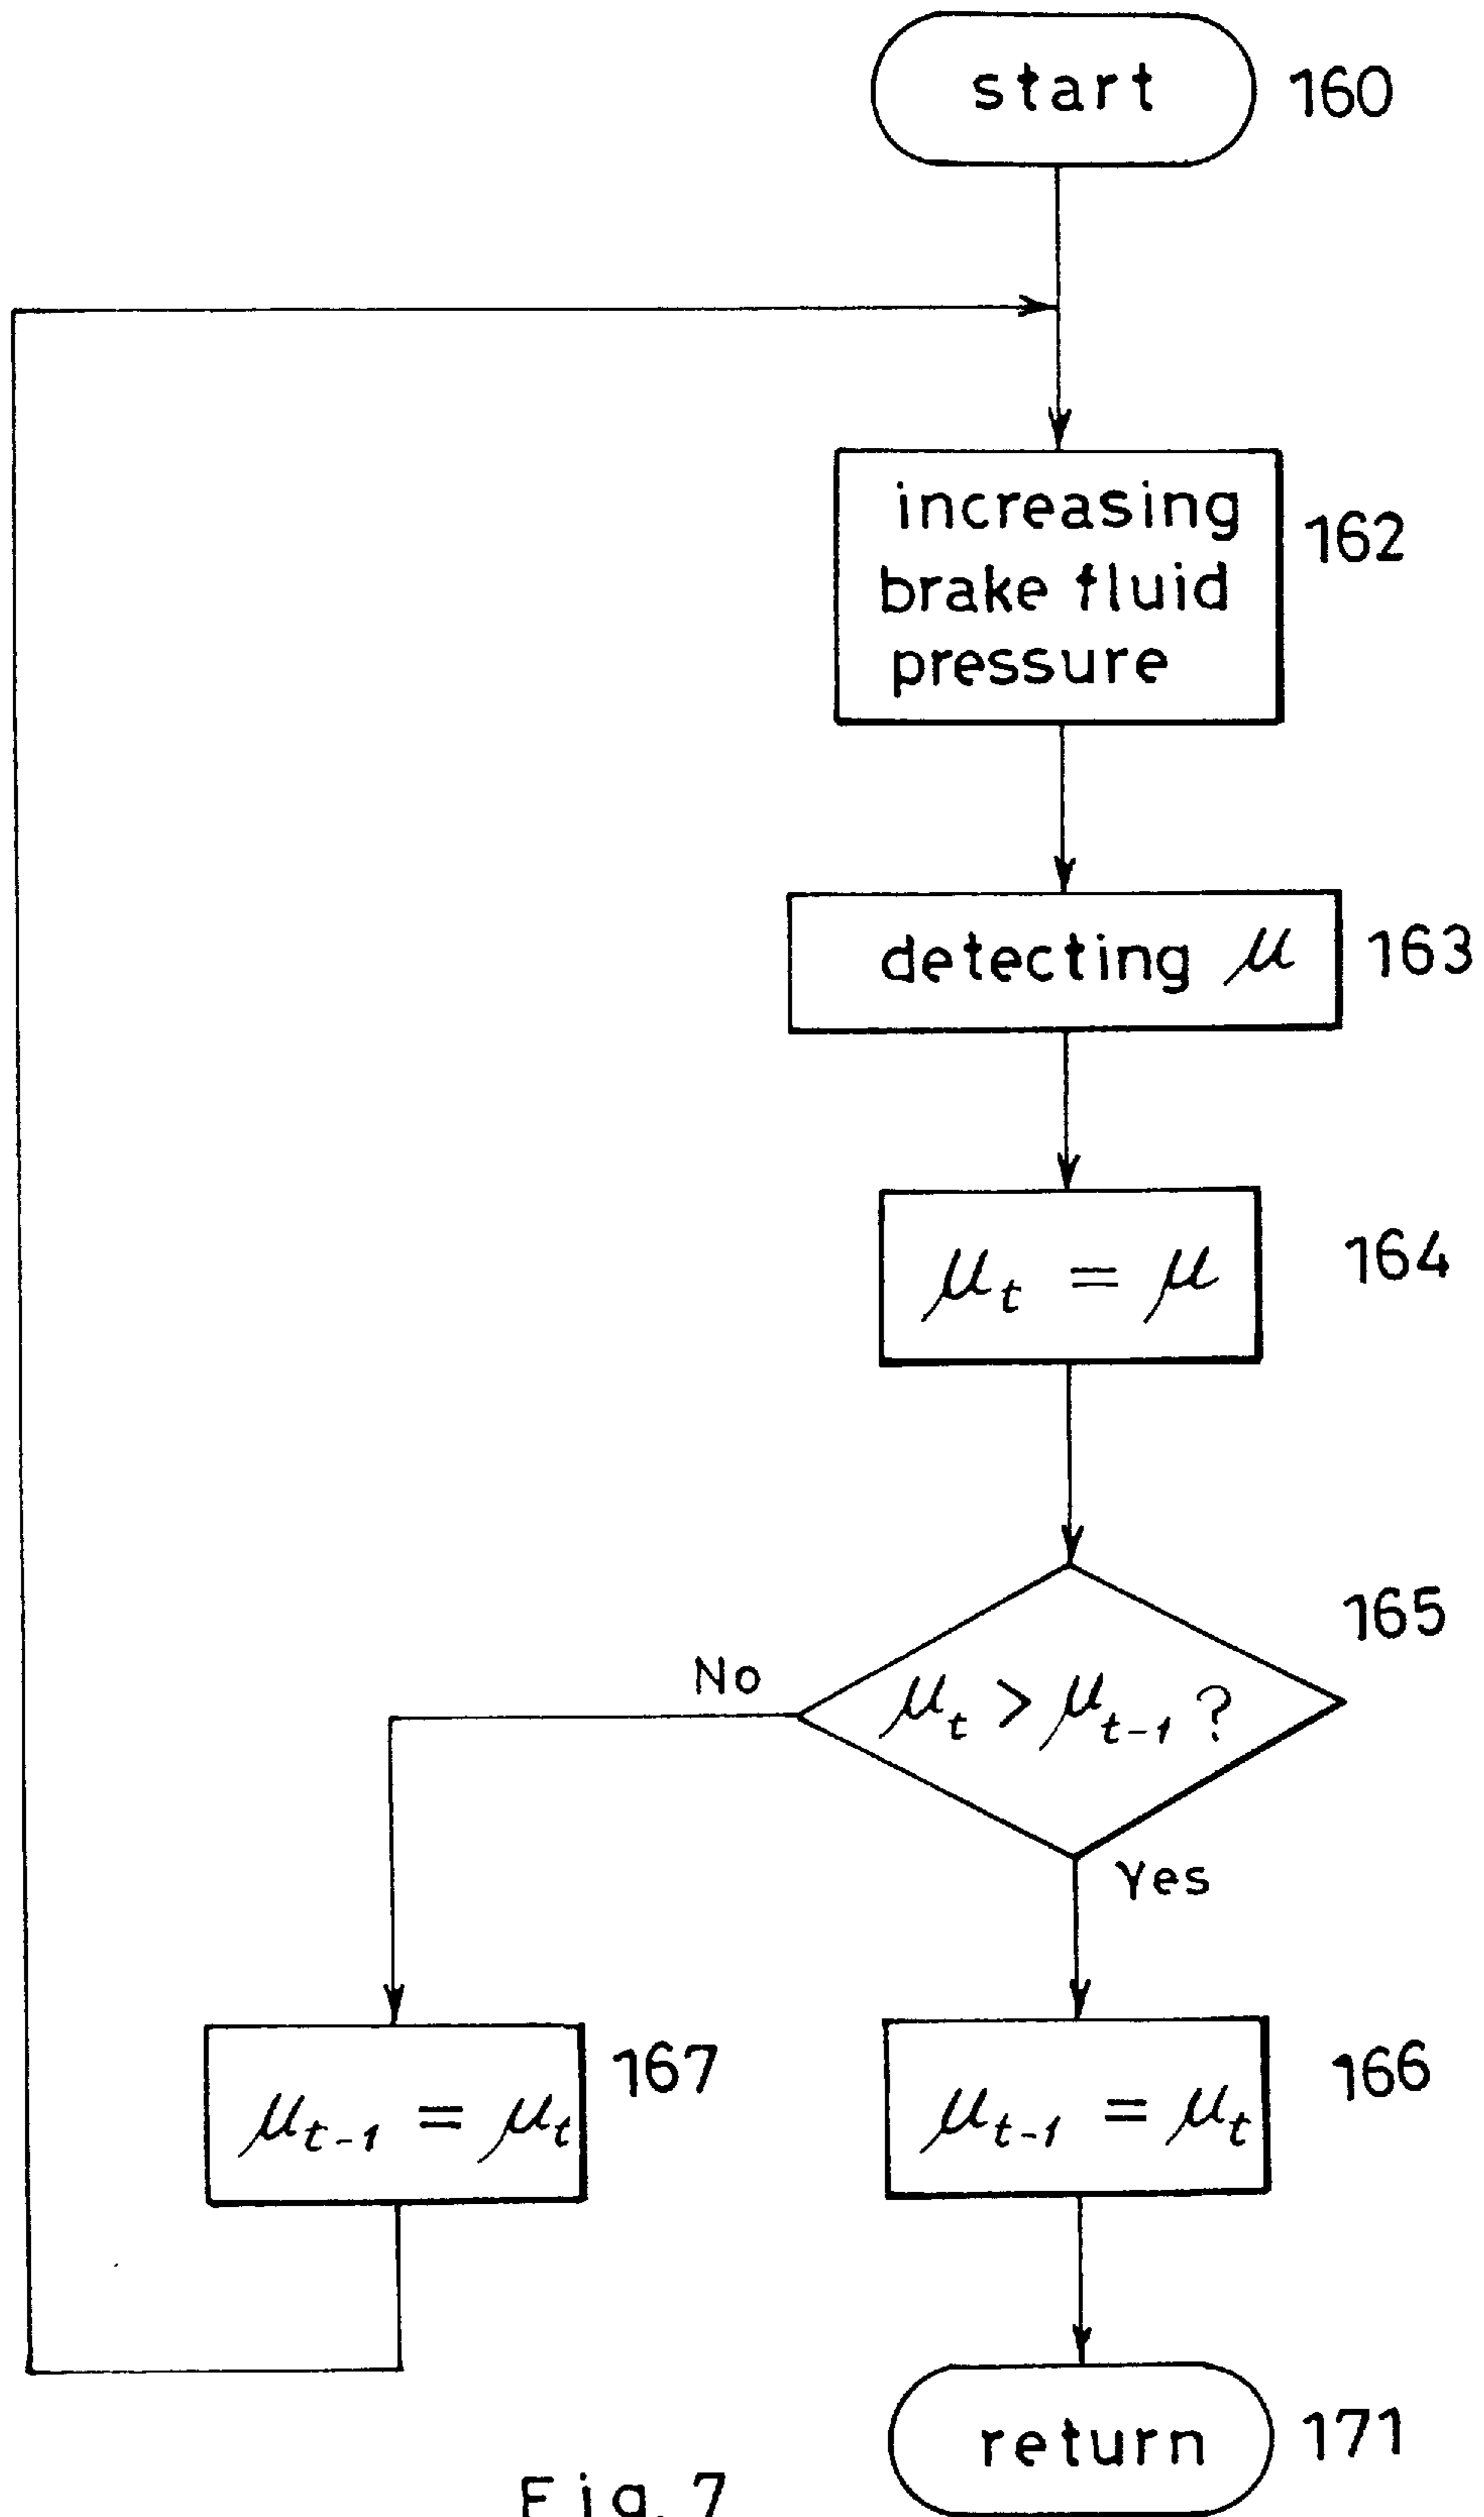 start
160
increasing
brake fluid
pressure
162
detecting μ
163
μt = μ
164
165
μt > μt-1 ?
No
Yes
μt-1 = μt
167
μt-1 = μt
166
return
171
Fig. 7